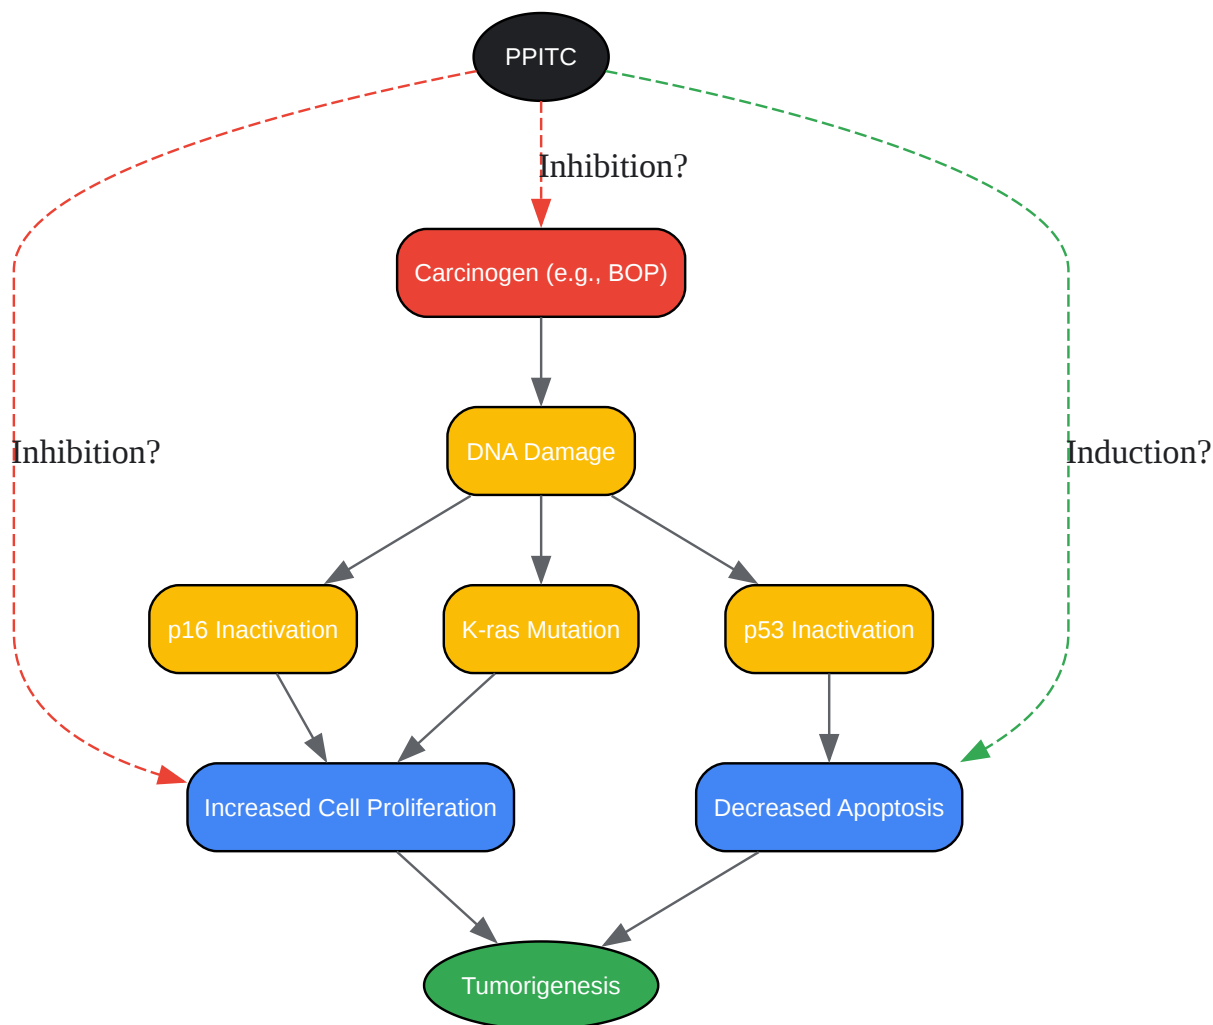 PPITC
Inhibition?
Carcinogen (e.g., BOP)
DNA Damage
Inhibition?
Induction?
p16 Inactivation
K-ras Mutation
p53 Inactivation
Increased Cell Proliferation
Decreased Apoptosis
Tumorigenesis